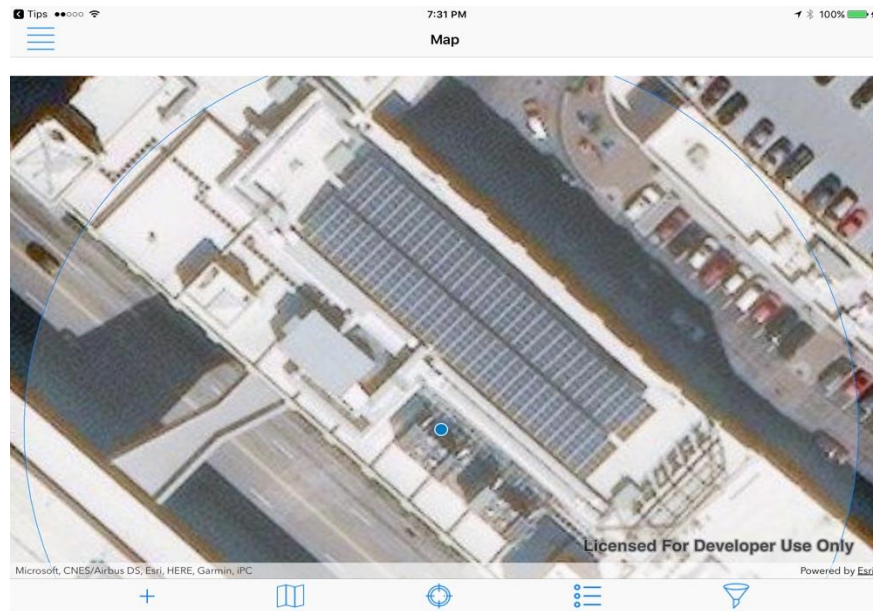 Tips 7:31 PM 100%
Map
Licensed For Developer Use Only
Microsoft, CNES/Airbus DS, Esri, HERE, Garmin, iPC Powered by Esri